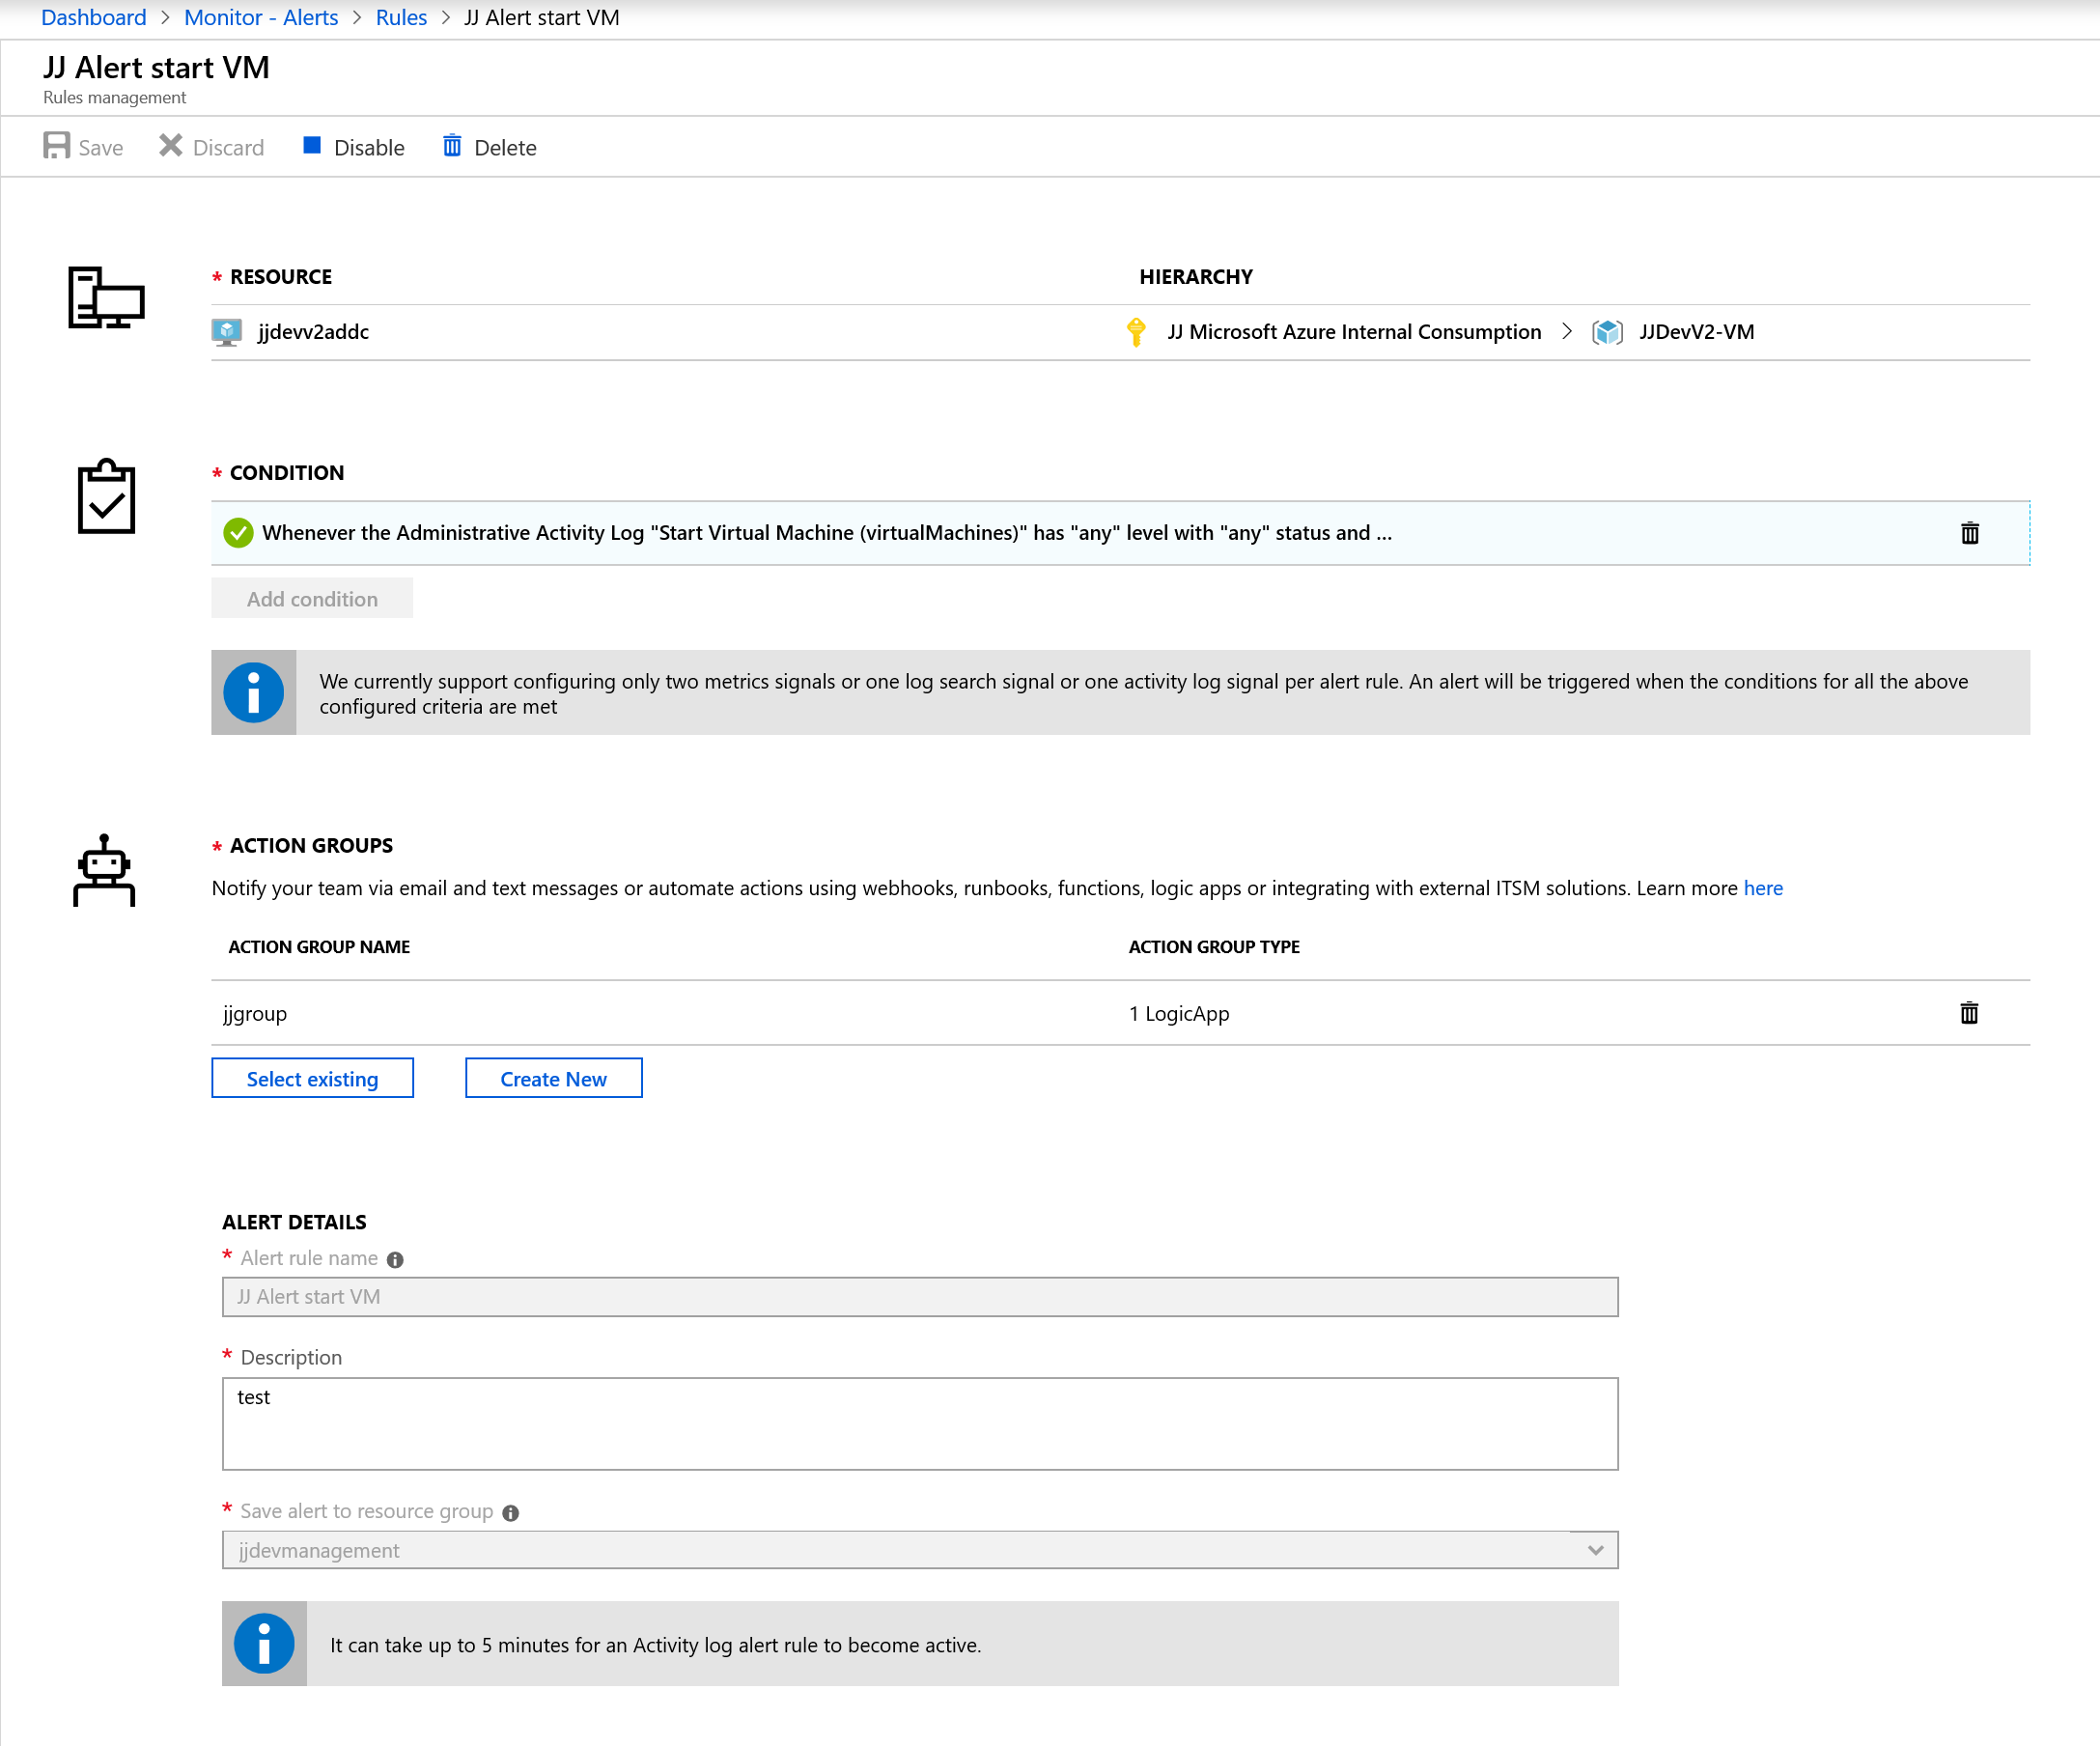 Dashboard > Monitor - Alerts > Rules > JJ Alert start VM
JJ Alert start VM
Rules management
Save Discard Disable Delete
* RESOURCE HIERARCHY
jjdevv2addc JJ Microsoft Azure Internal Consumption > JJDevV2-VM
* CONDITION
Whenever the Administrative Activity Log "Start Virtual Machine (virtualMachines)" has "any" level with "any" status and ...
Add condition
We currently support configuring only two metrics signals or one log search signal or one activity log signal per alert rule. An alert will be triggered when the conditions for all the above
configured criteria are met
* ACTION GROUPS
Notify your team via email and text messages or automate actions using webhooks, runbooks, functions, logic apps or integrating with external ITSM solutions. Learn more here
ACTION GROUP NAME ACTION GROUP TYPE
jjgroup 1 LogicApp
Select existing Create New
ALERT DETAILS
* Alert rule name
JJ Alert start VM
* Description
test
* Save alert to resource group
jjdevmanagement
It can take up to 5 minutes for an Activity log alert rule to become active.